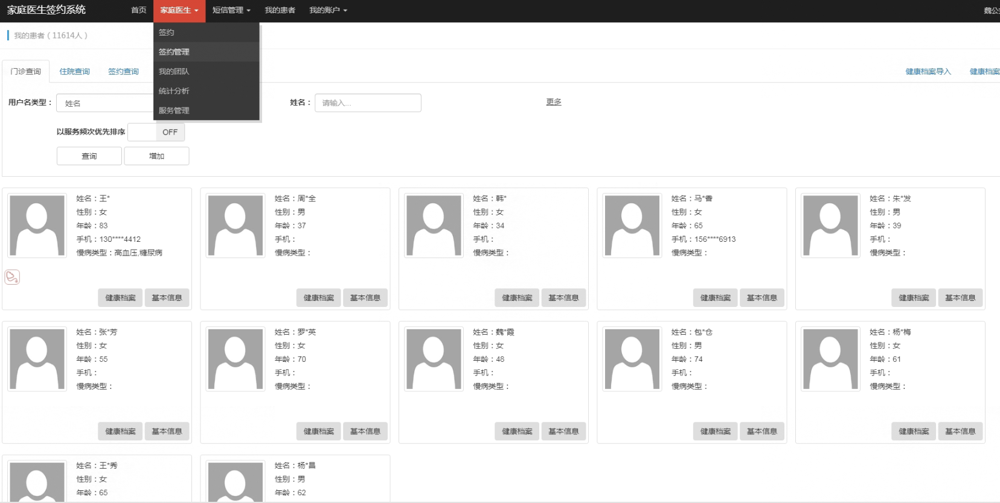 家庭医生签约系统 首页 家庭医生 短信管理 我的患者 我的账户
我的患者（11614人）
签约
签约管理
我的团队
统计分析
服务管理
门诊查询 住院查询 签约查询 健康档案导入 健康档案
用户名类型： 姓名 姓名： 请输入... 更多
以服务频次优先排序 OFF
查询 增加
姓名：王*
性别：女
年龄：83
手机：130****4412
慢病类型：高血压,糖尿病
健康档案 基本信息
姓名：周*全
性别：男
年龄：37
手机：
慢病类型：
健康档案 基本信息
姓名：韩*
性别：女
年龄：34
手机：
慢病类型：
健康档案 基本信息
姓名：马*香
性别：女
年龄：65
手机：156****6913
慢病类型：
健康档案 基本信息
姓名：朱*发
性别：男
年龄：39
手机：
慢病类型：
健康档案 基本信息
姓名：张*芳
性别：女
年龄：55
手机：
慢病类型：
健康档案 基本信息
姓名：罗*英
性别：女
年龄：70
手机：
慢病类型：
健康档案 基本信息
姓名：魏*霞
性别：女
年龄：48
手机：
慢病类型：
健康档案 基本信息
姓名：包*仓
性别：男
年龄：74
手机：
慢病类型：
健康档案 基本信息
姓名：杨*梅
性别：女
年龄：61
手机：
慢病类型：
健康档案 基本信息
姓名：王*秀
性别：女
年龄：65
姓名：杨*昌
性别：男
年龄：62